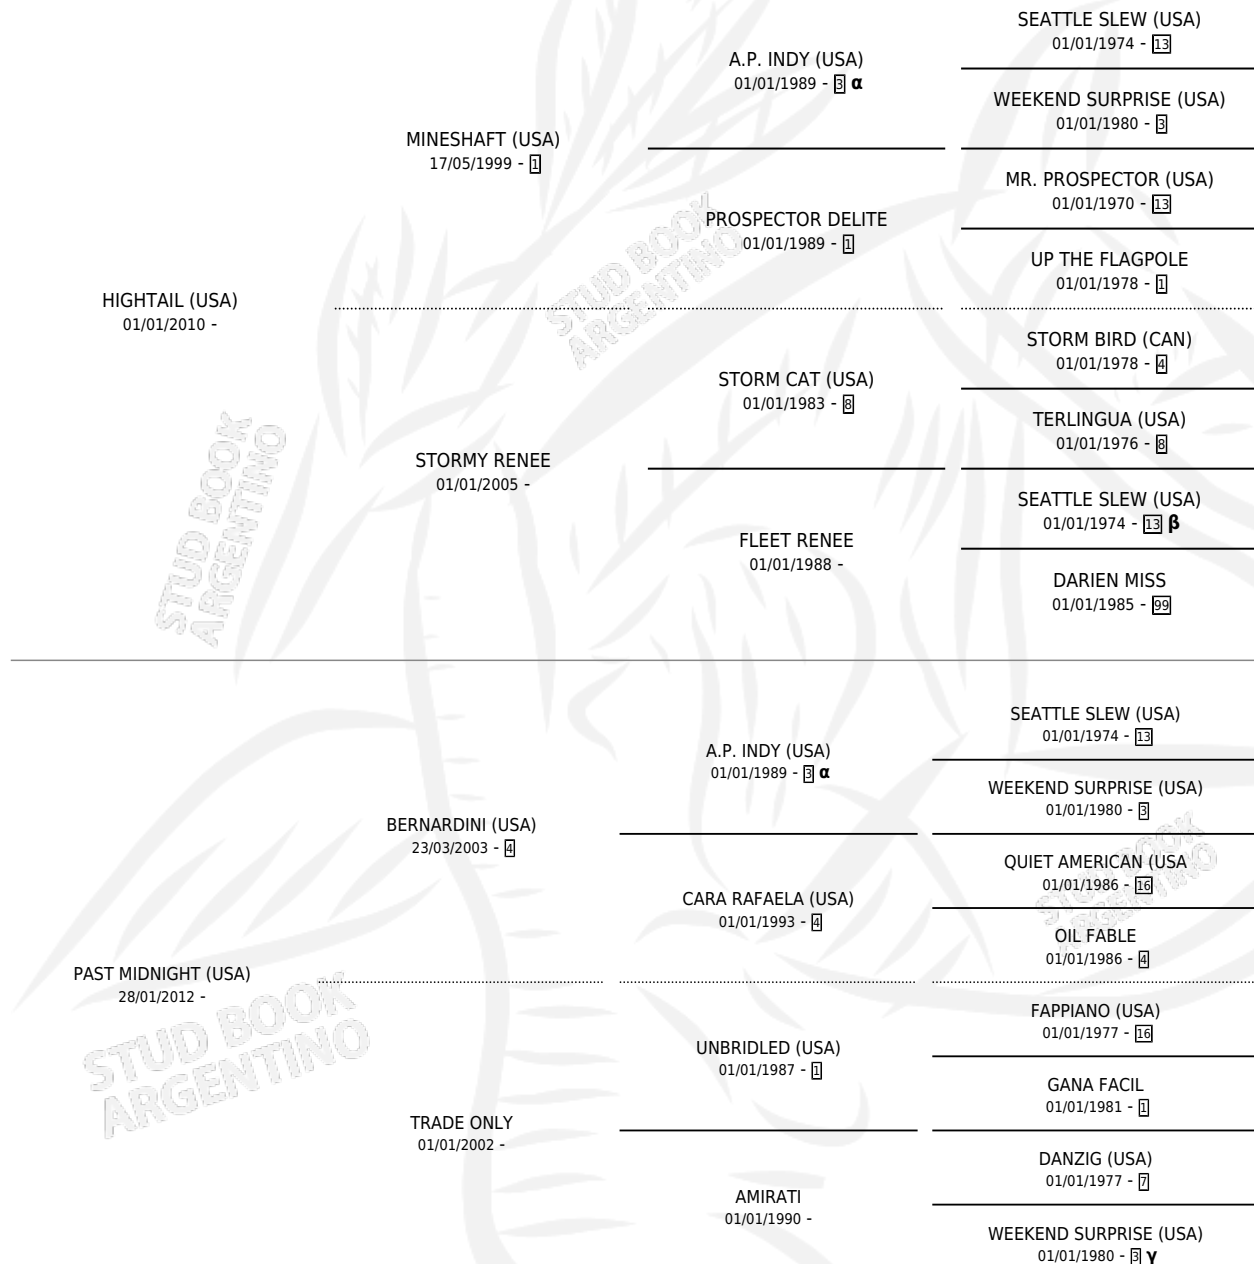 SEATTLE SLEW (USA)
01/01/1974 - 13
A.P. INDY (USA)
01/01/1989 - 3 α
WEEKEND SURPRISE (USA)
01/01/1980 - 3
MINESHAFT (USA)
17/05/1999 - 1
MR. PROSPECTOR (USA)
01/01/1970 - 13
PROSPECTOR DELITE
01/01/1989 - 1
UP THE FLAGPOLE
01/01/1978 - 1
HIGHTAIL (USA)
01/01/2010 -
STORM BIRD (CAN)
01/01/1978 - 4
STORM CAT (USA)
01/01/1983 - 8
TERLINGUA (USA)
01/01/1976 - 8
STORMY RENEE
01/01/2005 -
SEATTLE SLEW (USA)
01/01/1974 - 13 β
FLEET RENEE
01/01/1988 -
DARIEN MISS
01/01/1985 - 99
SEATTLE SLEW (USA)
01/01/1974 - 13
A.P. INDY (USA)
01/01/1989 - 3 α
WEEKEND SURPRISE (USA)
01/01/1980 - 3
BERNARDINI (USA)
23/03/2003 - 4
QUIET AMERICAN (USA
01/01/1986 - 16
CARA RAFAELA (USA)
01/01/1993 - 4
OIL FABLE
01/01/1986 - 4
PAST MIDNIGHT (USA)
28/01/2012 -
FAPPIANO (USA)
01/01/1977 - 16
UNBRIDLED (USA)
01/01/1987 - 1
GANA FACIL
01/01/1981 - 1
TRADE ONLY
01/01/2002 -
DANZIG (USA)
01/01/1977 - 7
AMIRATI
01/01/1990 -
WEEKEND SURPRISE (USA)
01/01/1980 - 3 γ
STUD BOOK
ARGENTINO
STUD BOOK
ARGENTINO
STUD BOOK
ARGENTINO
STUD BOOK
ARGENTINO